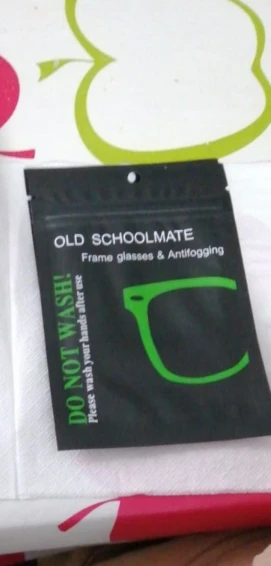 OLD SCHOOLMATE
Frame glasses & Antifogging
DO NOT WASH!
Please wash your hands after use